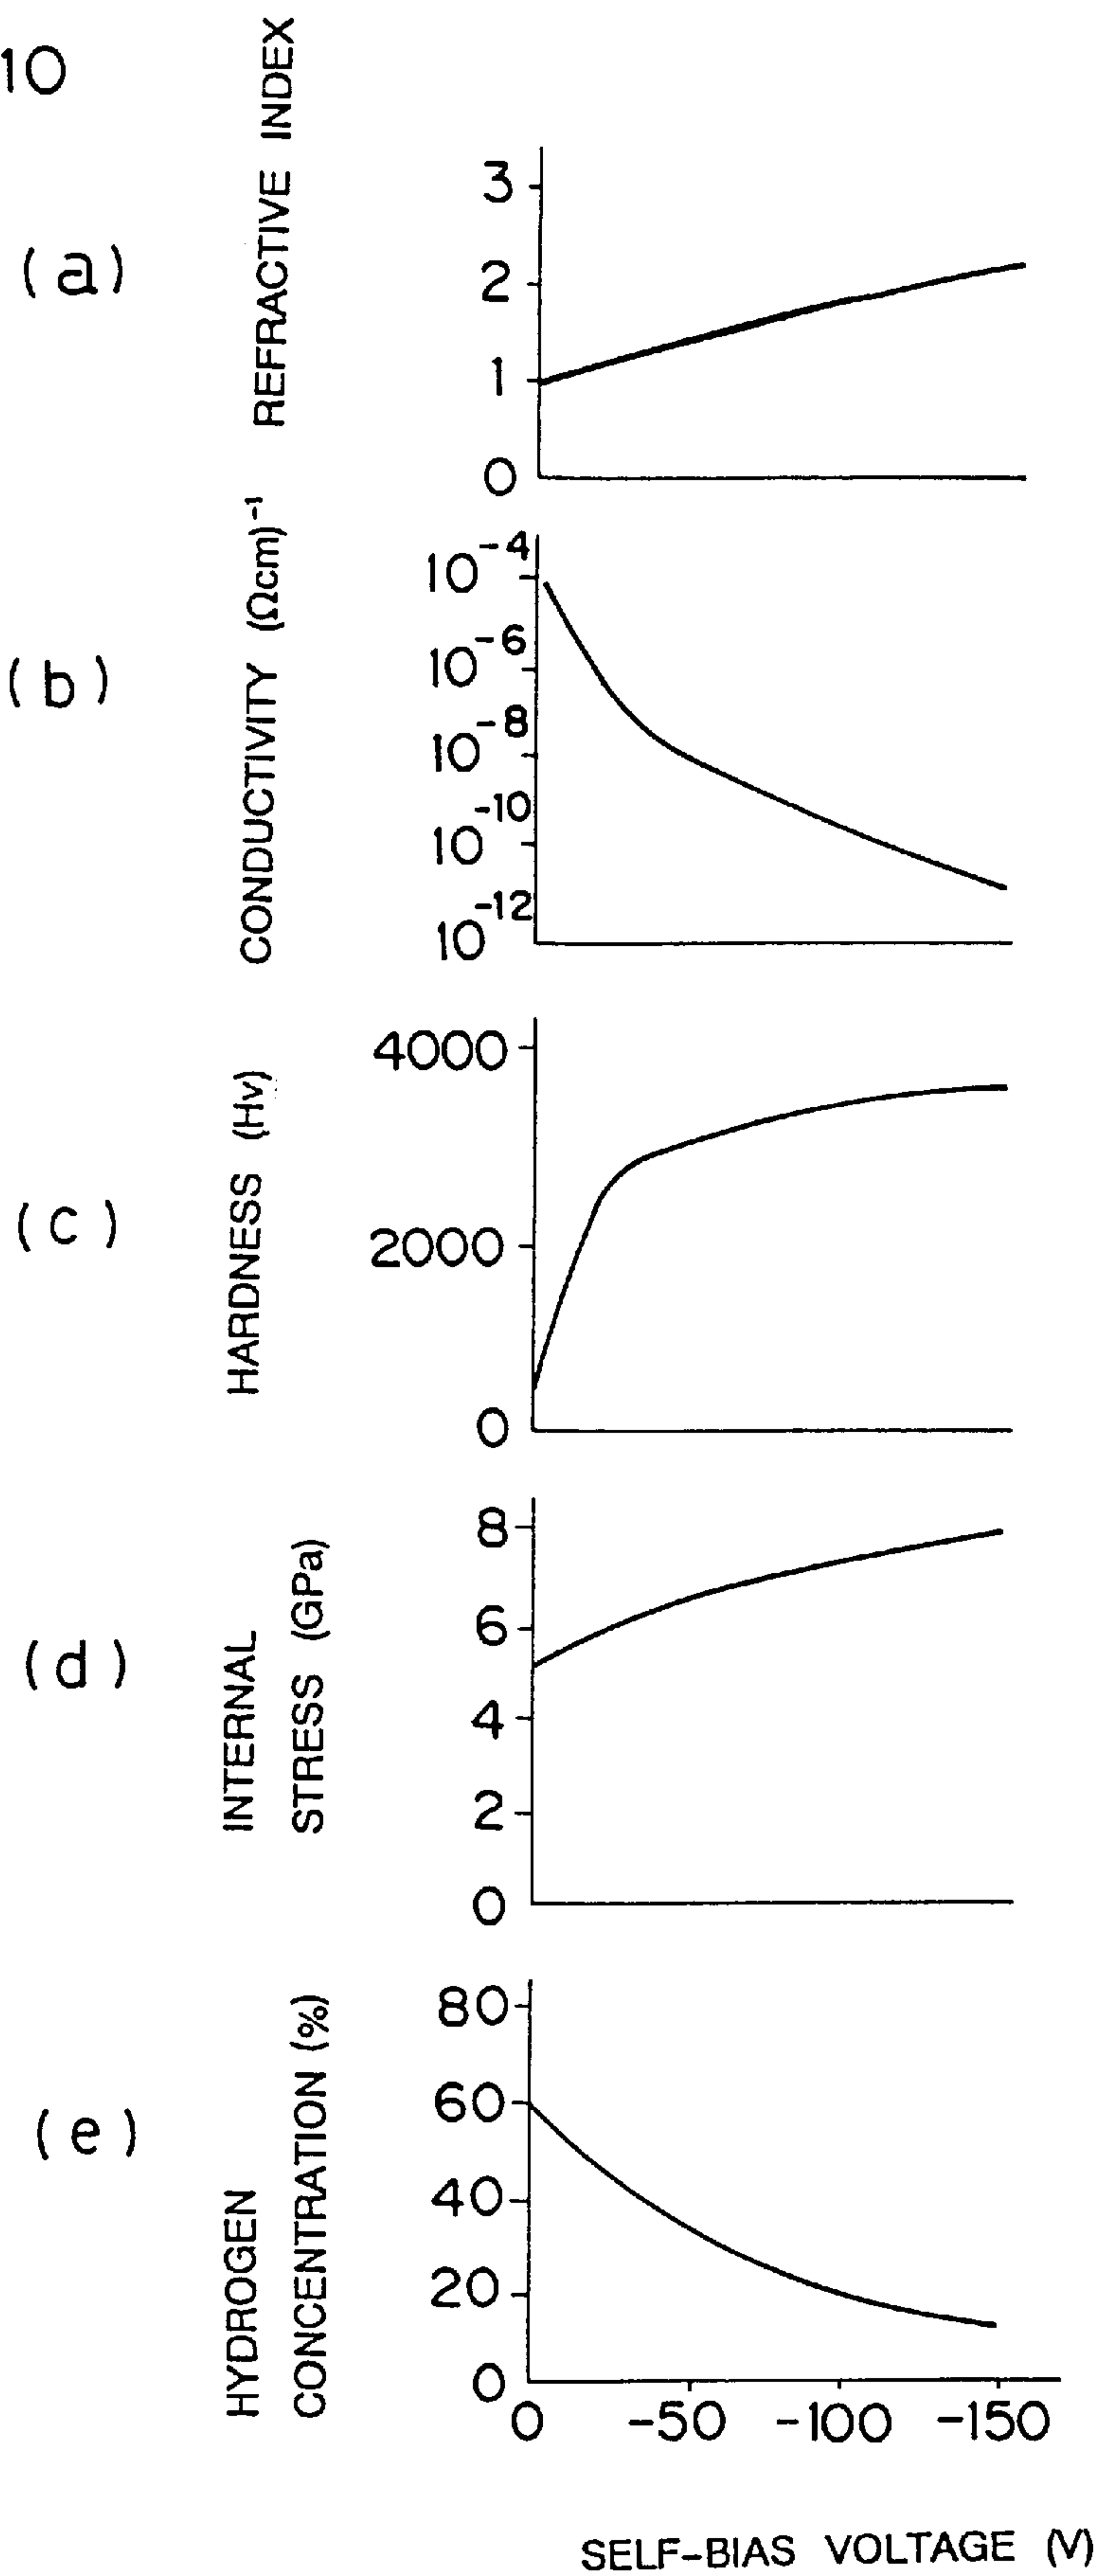 10
(a)
REFRACTIVE INDEX
3
2
1
0
(b)
CONDUCTIVITY (Ωcm)⁻¹
10⁻⁴
10⁻⁶
10⁻⁸
10⁻¹⁰
10⁻¹²
(c)
HARDNESS (Hv)
4000
2000
0
(d)
INTERNAL
STRESS (GPa)
8
6
4
2
0
(e)
HYDROGEN
CONCENTRATION (%)
80
60
40
20
0
0 -50 -100 -150
SELF-BIAS VOLTAGE (V)